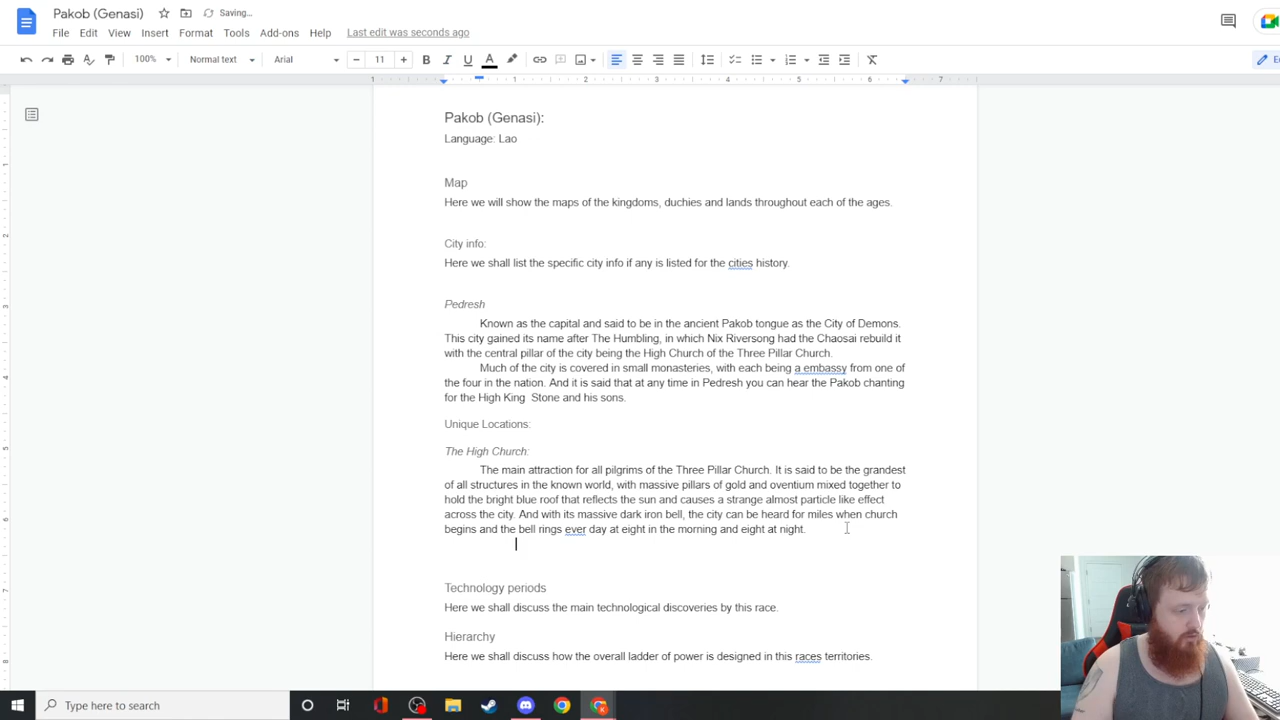 Pakob (Genasi)
Saving...
File Edit View Insert Format Tools Add-ons Help Last edit was seconds ago
100% Normal text Arial 11
1 1 2 3 4 5 6 7
Pakob (Genasi):
Language: Lao
Map
Here we will show the maps of the kingdoms, duchies and lands throughout each of the ages.
City info:
Here we shall list the specific city info if any is listed for the cities history.
Pedresh
Known as the capital and said to be in the ancient Pakob tongue as the City of Demons.
This city gained its name after The Humbling, in which Nix Riversong had the Chaosai rebuild it
with the central pillar of the city being the High Church of the Three Pillar Church.
Much of the city is covered in small monasteries, with each being a embassy from one of
the four in the nation. And it is said that at any time in Pedresh you can hear the Pakob chanting
for the High King Stone and his sons.
Unique Locations:
The High Church:
The main attraction for all pilgrims of the Three Pillar Church. It is said to be the grandest
of all structures in the known world, with massive pillars of gold and oventium mixed together to
hold the bright blue roof that reflects the sun and causes a strange almost particle like effect
across the city. And with its massive dark iron bell, the city can be heard for miles when church
begins and the bell rings ever day at eight in the morning and eight at night.
Technology periods
Here we shall discuss the main technological discoveries by this race.
Hierarchy
Here we shall discuss how the overall ladder of power is designed in this races territories.
Type here to search